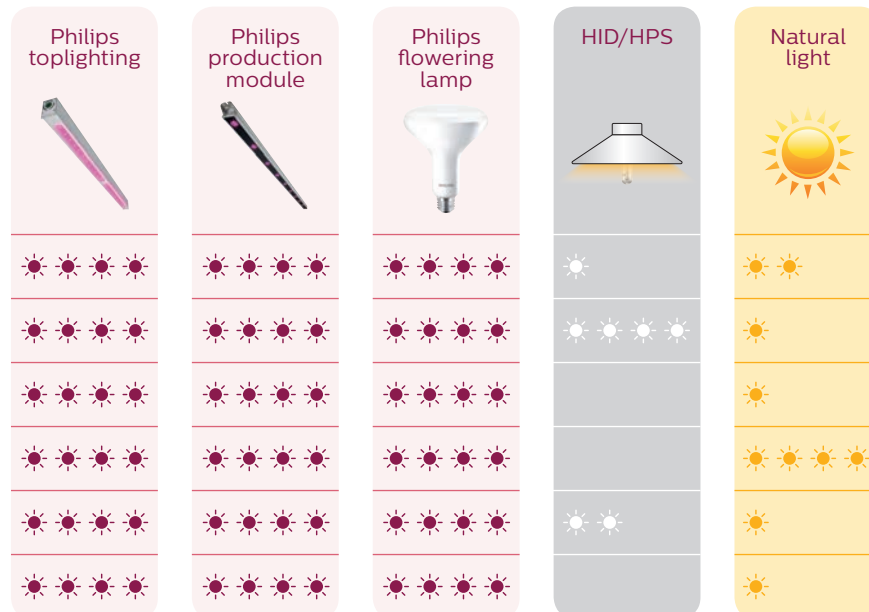 Philips
toplighting
Philips
production
module
Philips
flowering
lamp
HID/HPS
Natural
light